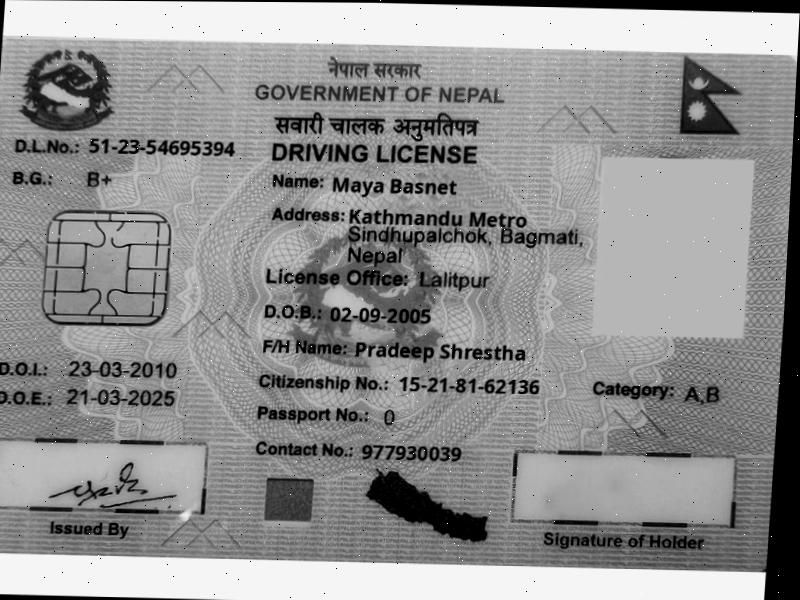 नेपाल सरकार
GOVERNMENT OF NEPAL
सवारी चालक अनुमतिपत्र
DRIVING LICENSE
D.L.No.: 51-23-54695394
B.G.: B+
Name: Maya Basnet
Address: Kathmandu Metro
Sindhupalchok, Bagmati,
Nepal
License Office: Lalitpur
D.O.B.: 02-09-2005
F/H Name: Pradeep Shrestha
D.O.I.: 23-03-2010
Citizenship No.: 15-21-81-62136
Category: A,B
D.O.E.: 21-03-2025
Passport No.: 0
Contact No.: 977930039
Issued By
Signature of Holder